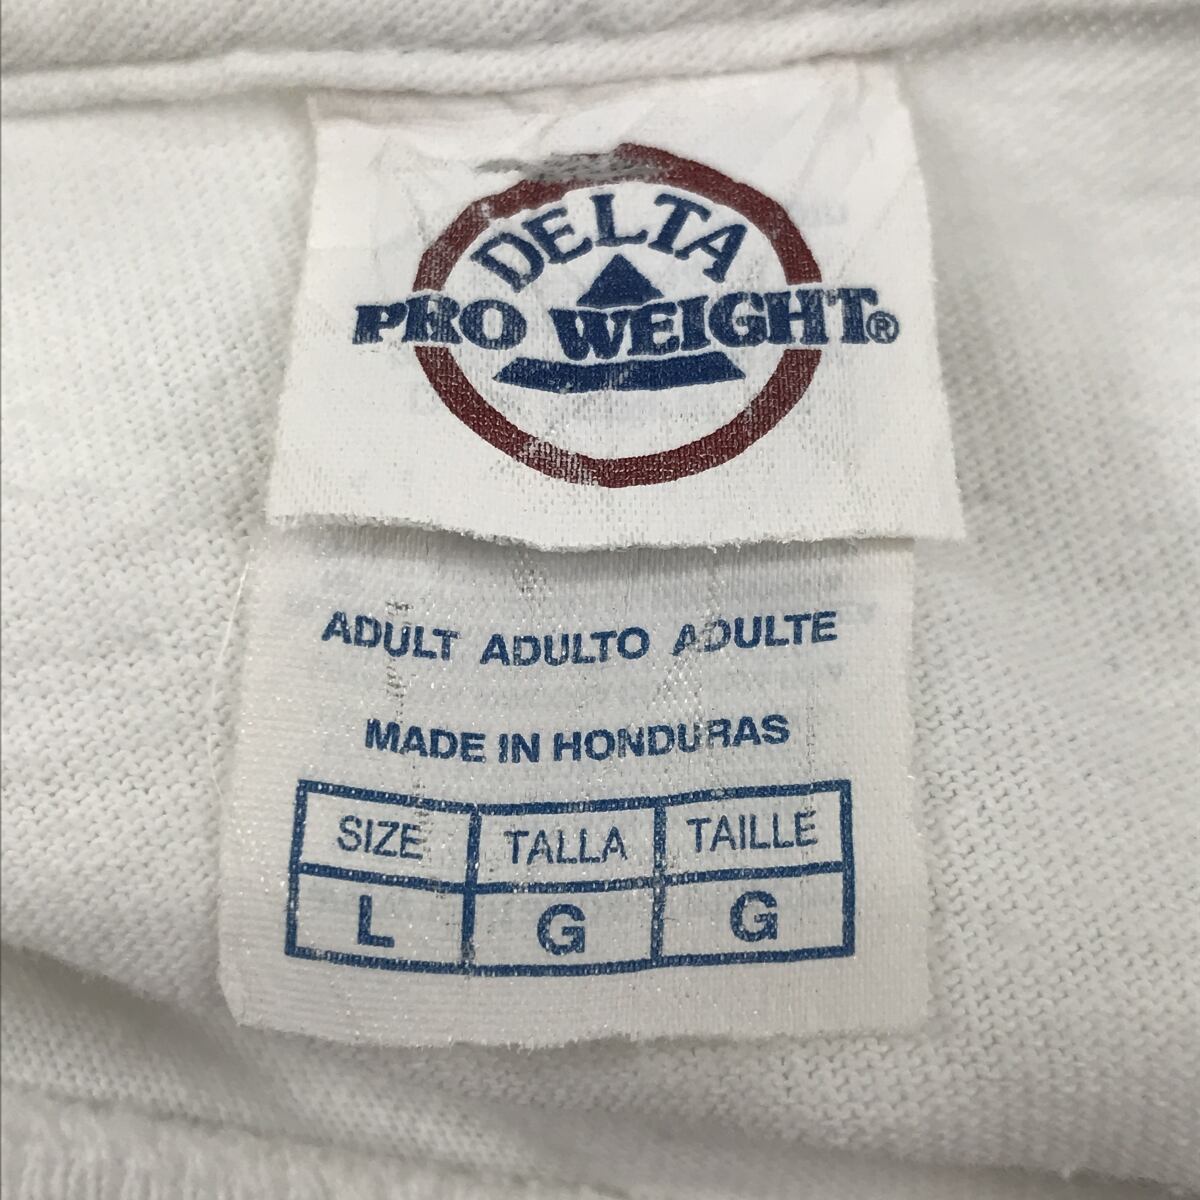 DELTA
PRO WEIGHT®
ADULT ADULTO ADULTE
MADE IN HONDURAS
SIZE TALLA TAILLE
L G G